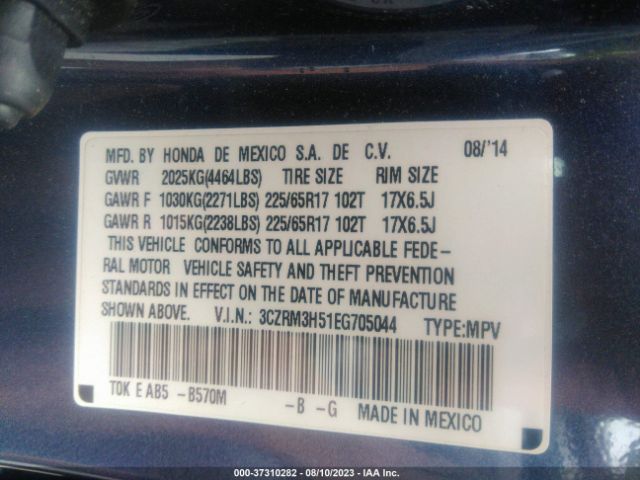 MFD. BY HONDA DE MEXICO S.A. DE C.V. 08/'14
GVWR 2025KG(4464LBS) TIRE SIZE RIM SIZE
GAWR F 1030KG(2271LBS) 225/65R17 102T 17X6.5J
GAWR R 1015KG(2238LBS) 225/65R17 102T 17X6.5J
THIS VEHICLE CONFORMS TO ALL APPLICABLE FEDE-
RAL MOTOR VEHICLE SAFETY AND THEFT PREVENTION
STANDARDS IN EFFECT ON THE DATE OF MANUFACTURE
SHOWN ABOVE. V.I.N.: 3CZRM3H51EG705044 TYPE:MPV
TOK E AB5 -B570M -B -G MADE IN MEXICO
000-37310282 - 08/10/2023 - IAA Inc.